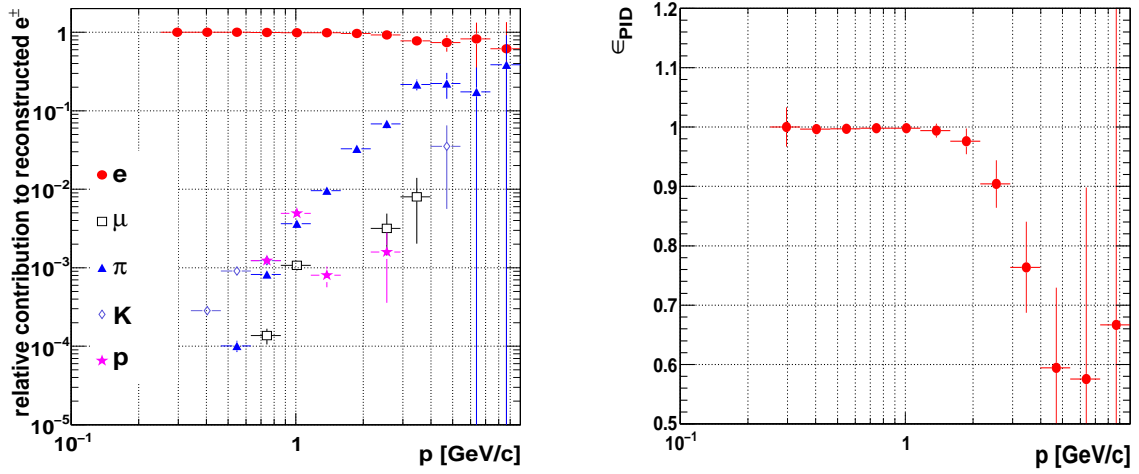 relative contribution to reconstructed e±
1
10⁻¹
10⁻²
10⁻³
10⁻⁴
10⁻⁵
e
μ
π
K
p
10⁻¹
1
p [GeV/c]
ϵPID
1.2
1.1
1
0.9
0.8
0.7
0.6
0.5
10⁻¹
1
p [GeV/c]